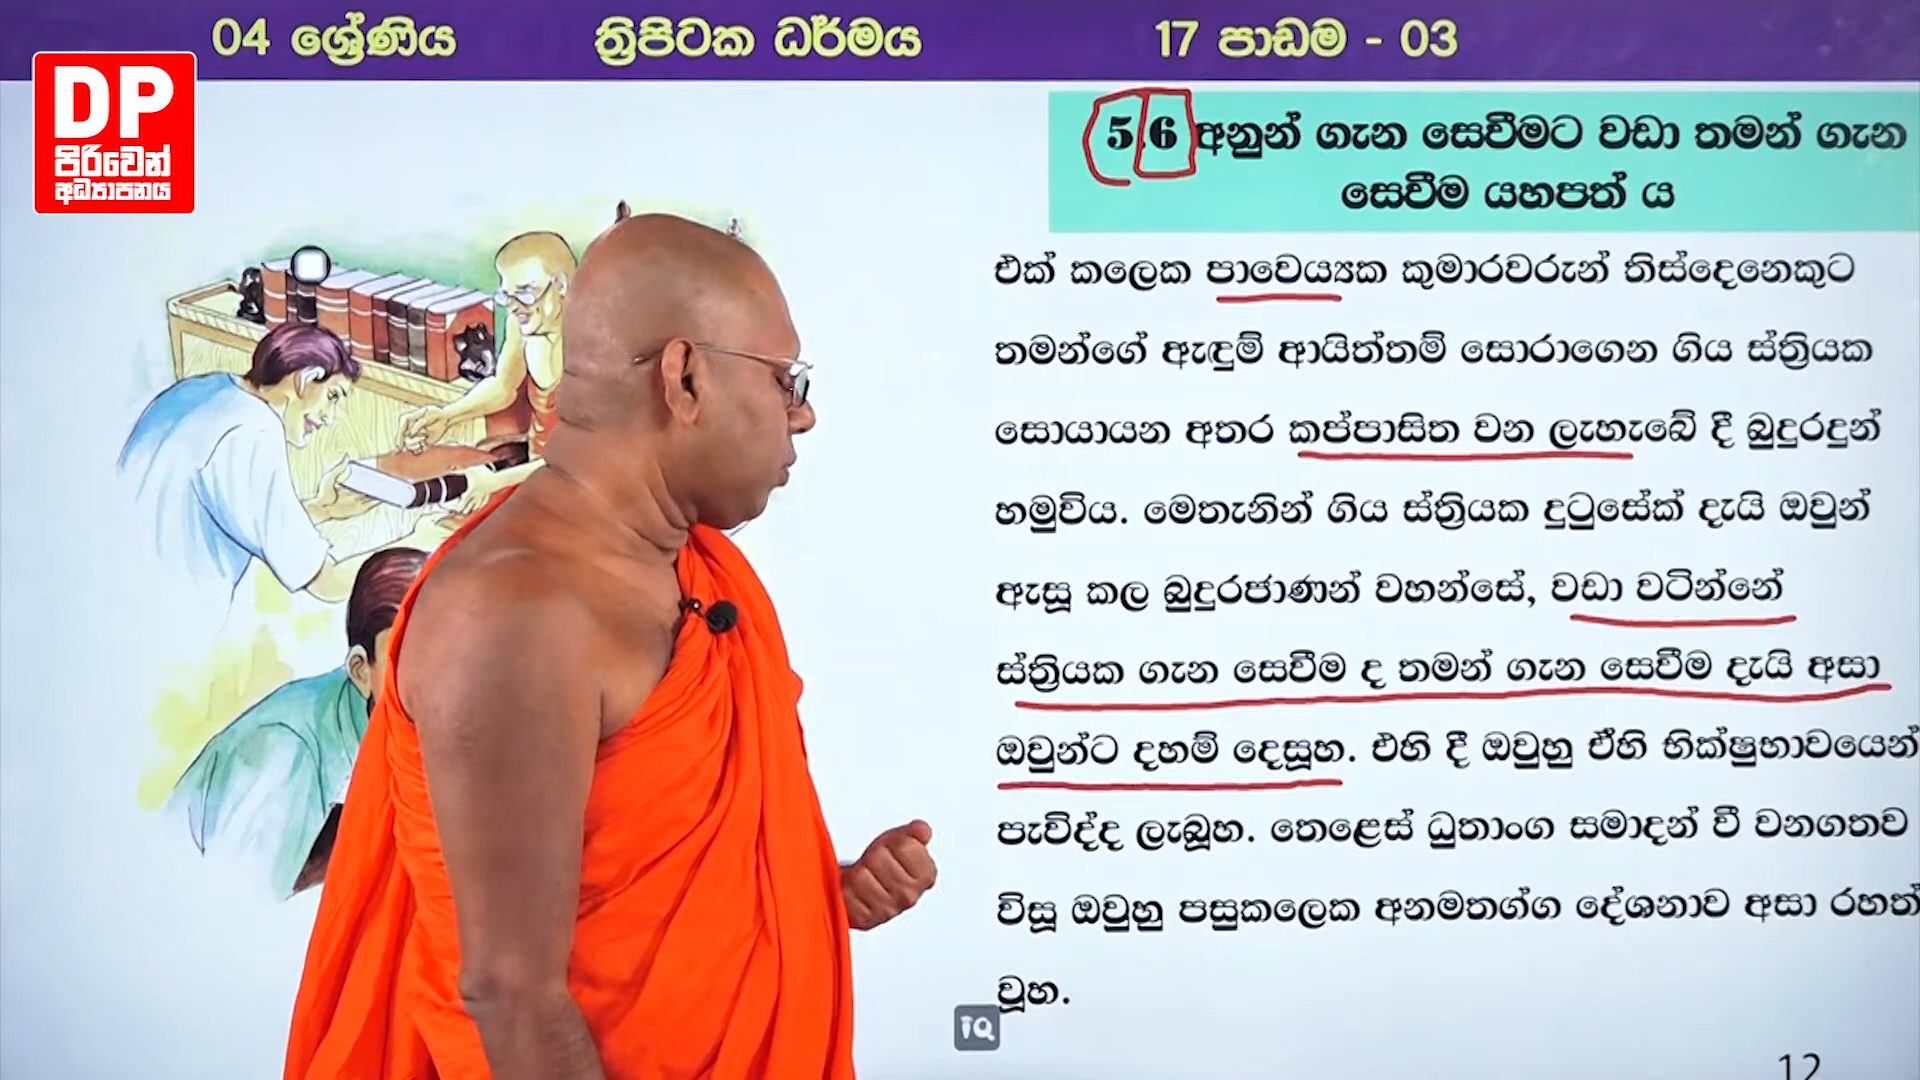 04 ශ්‍රේණිය ත්‍රිපිටක ධර්මය 17 පාඩම - 03
DP
පිරිවෙන්
අධ්‍යාපනය
5.6 අනුන් ගැන සෙවීමට වඩා තමන් ගැන
සෙවීම යහපත් ය
එක් කලෙක පාවෙය්‍යක කුමාරවරුන් තිස්දෙනෙකුට
තමන්ගේ ඇඳුම් ආයිත්තම් සොරාගෙන ගිය ස්ත්‍රියක
සොයායන අතර කප්පාසිත වන ලැහැබේ දී බුදුරදුන්
හමුවිය. මෙතැනින් ගිය ස්ත්‍රියක දුටුසේක් දැයි ඔවුන්
ඇසූ කල බුදුරජාණන් වහන්සේ, වඩා වටින්නේ
ස්ත්‍රියක ගැන සෙවීම ද තමන් ගැන සෙවීම දැයි අසා
ඔවුන්ට දහම් දෙසූහ. එහි දී ඔවුහු ඒහි භික්ෂුභාවයෙන්
පැවිද්ද ලැබූහ. තෙළෙස් ධුතාංග සමාදන් වී වනගතව
විසූ ඔවුහු පසුකලෙක අනමතග්ග දේශනාව අසා රහත්
වූහ.
IQ
12